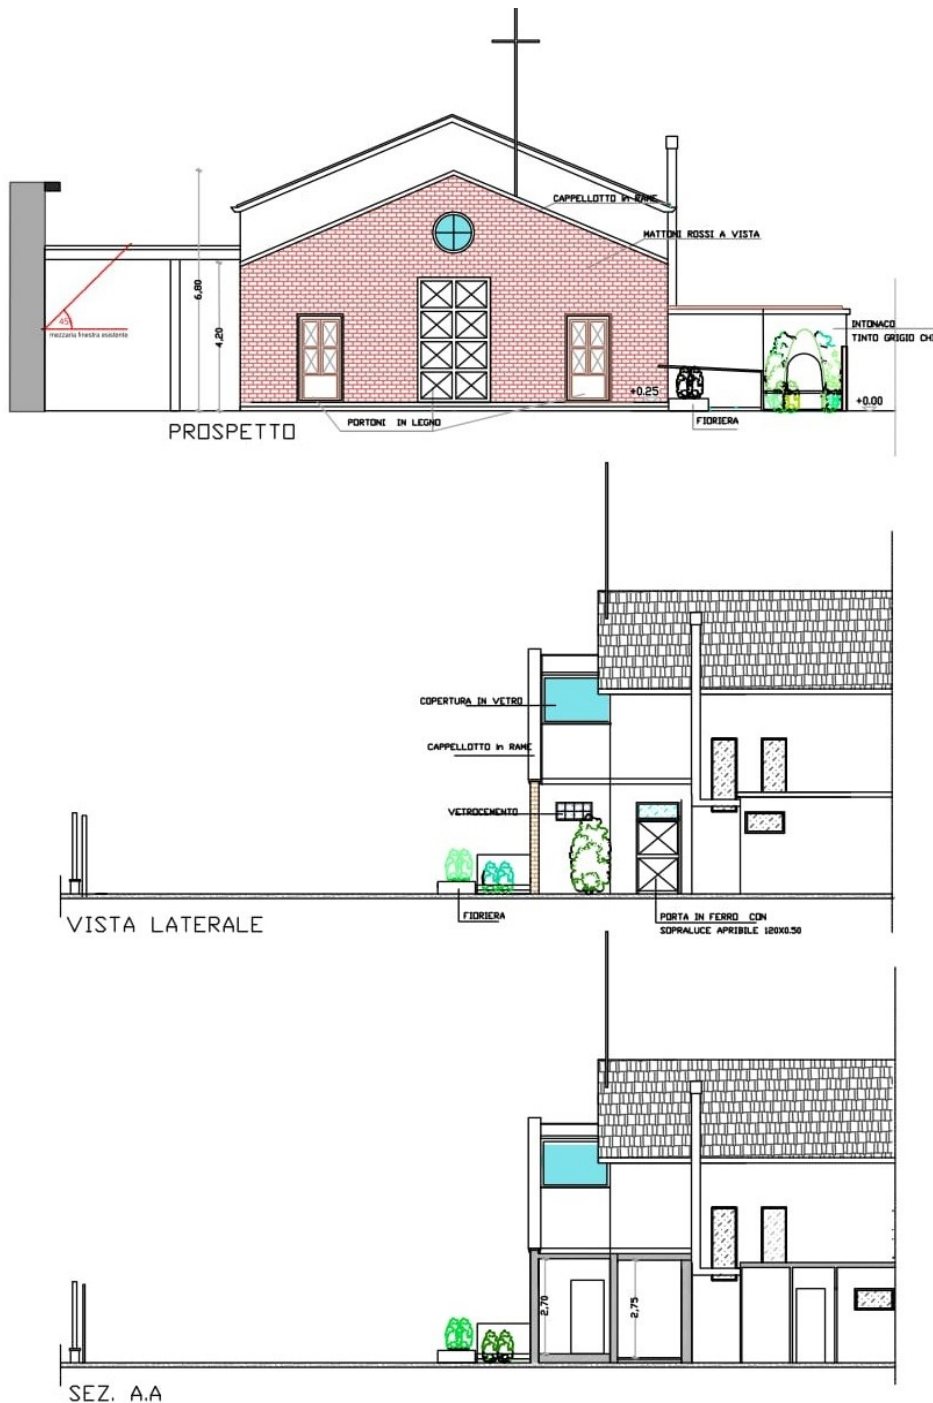 CAPPELLOTTO in RAME
MATTONI ROSSI A VISTA
6,80
45°
mezzaria finestra esistente
4,20
INTONACO
TINTO GRIGIO CHI
+0.25
+0.00
PORTONI IN LEGNO
FIORIERA
PROSPETTO
COPERTURA IN VETRO
CAPPELLOTTO in RAME
VETROCEMENTO
FIORIERA
PORTA IN FERRO CON
SOPRALUCE APRIBILE 120X0.50
VISTA LATERALE
2,70
2,75
SEZ. A.A